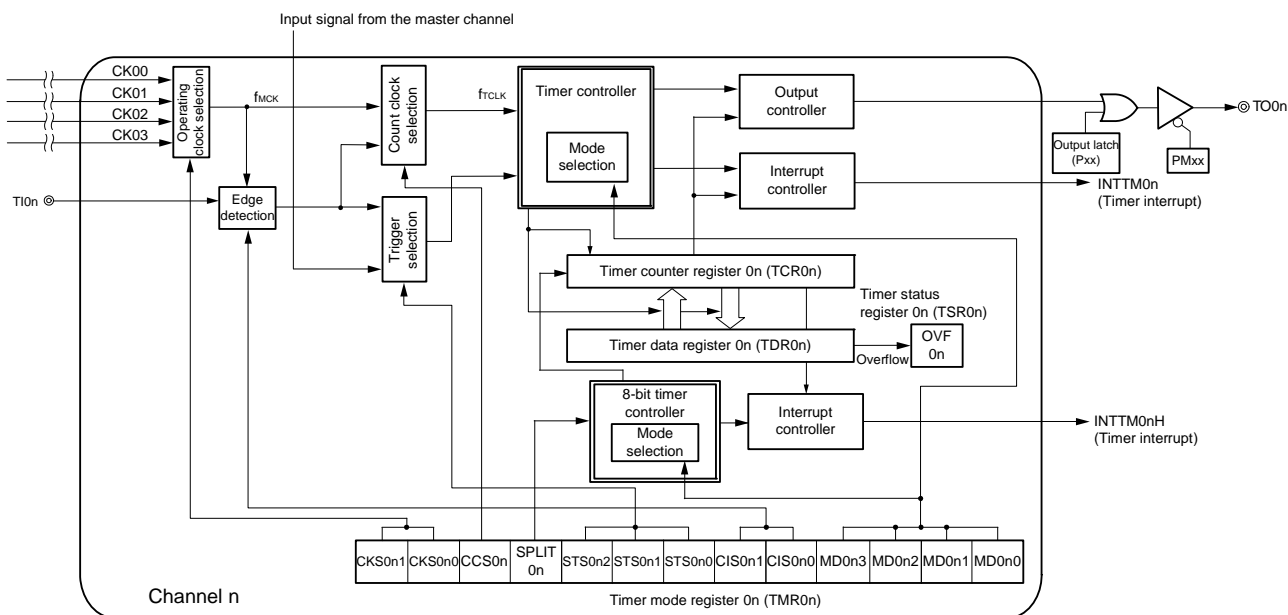 Input signal from the master channel
CK00
CK01
CK02
CK03
Operating
clock selection
fMCK
Count clock
selection
fTCLK
Timer controller
Mode
selection
Output
controller
TO0n
Output latch
(Pxx)
PMxx
Interrupt
controller
INTTM0n
(Timer interrupt)
TI0n
Edge
detection
Trigger
selection
Timer counter register 0n (TCR0n)
Timer status
register 0n (TSR0n)
Timer data register 0n (TDR0n)
Overflow
OVF
0n
8-bit timer
controller
Mode
selection
Interrupt
controller
INTTM0nH
(Timer interrupt)
CKS0n1
CKS0n0
CCS0n
SPLIT
0n
STS0n2
STS0n1
STS0n0
CIS0n1
CIS0n0
MD0n3
MD0n2
MD0n1
MD0n0
Channel n
Timer mode register 0n (TMR0n)